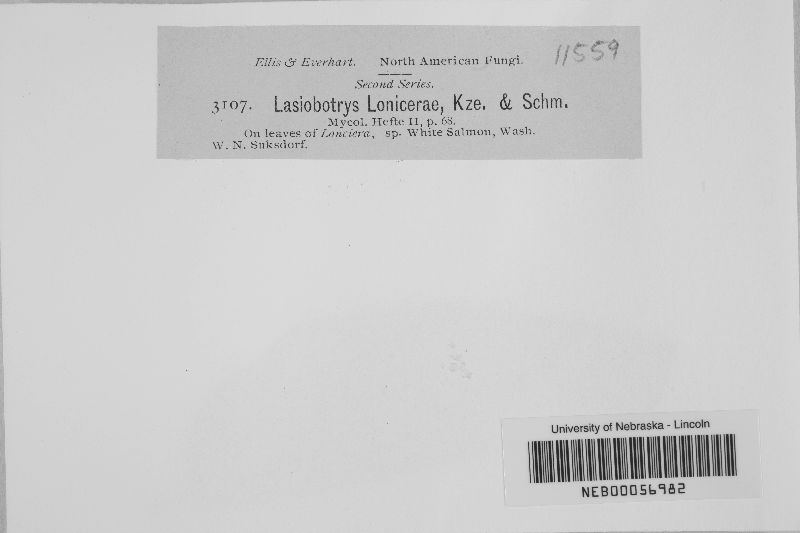 Ellis & Everhart. North American Fungi. 11559
Second Series.
3107. Lasiobotrys Lonicerae, Kze. & Schm.
Mycol. Hefte II, p. 68.
On leaves of Lonciera, sp. White Salmon, Wash.
W. N. Suksdorf.
University of Nebraska - Lincoln
NEB00056982